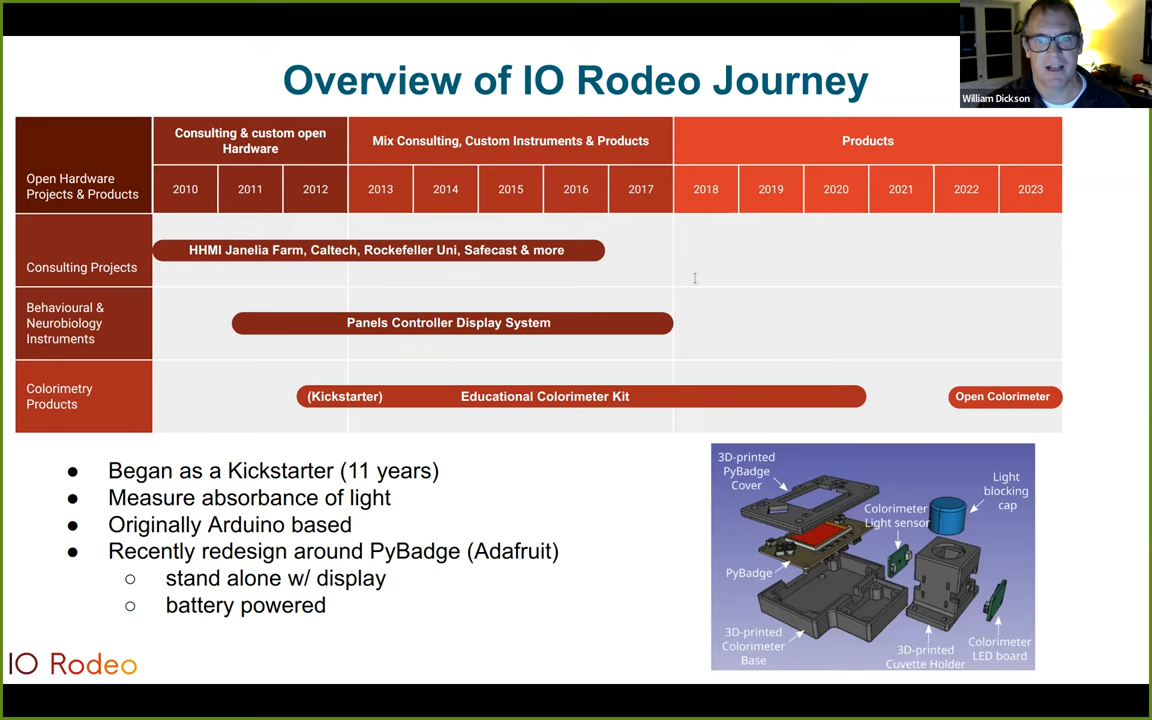 Overview of IO Rodeo Journey
William Dickson
Open Hardware
Projects & Products
Consulting & custom open
Hardware
Mix Consulting, Custom Instruments & Products
Products
2010 2011 2012 2013 2014 2015 2016 2017 2018 2019 2020 2021 2022 2023
Consulting Projects
HHMI Janelia Farm, Caltech, Rockefeller Uni, Safecast & more
Behavioural &
Neurobiology
Instruments
Panels Controller Display System
Colorimetry
Products
(Kickstarter) Educational Colorimeter Kit
Open Colorimeter
● Began as a Kickstarter (11 years)
● Measure absorbance of light
● Originally Arduino based
● Recently redesign around PyBadge (Adafruit)
○ stand alone w/ display
○ battery powered
3D-printed
PyBadge
Cover
Light
blocking
cap
Colorimeter
Light sensor
PyBadge
3D-printed
Colorimeter
Base
3D-printed
Cuvette Holder
Colorimeter
LED board
IO Rodeo